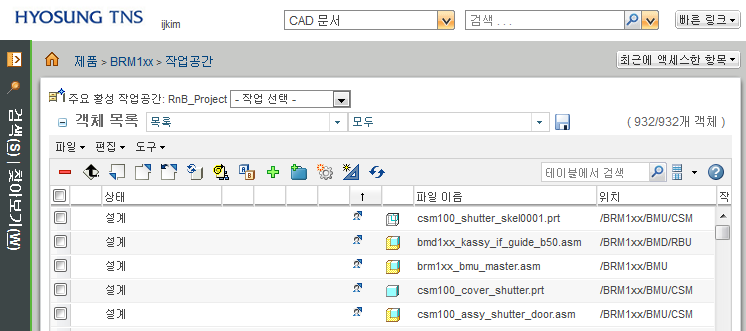 HYOSUNG TNS ijkim CAD 문서 검색 . . . 빠른 링크
제품 > BRM1xx > 작업공간 최근에 액세스한 항목
검색(S) | 찾아보기(W)
주요 활성 작업공간: RnB_Project - 작업 선택 -
객체 목록 목록 모두 ( 932/932개 객체 )
파일 편집 도구
테이블에서 검색
상태 ↑ 파일 이름 위치 작
설계 csm100_shutter_skel0001.prt /BRM1xx/BMU/CSM
설계 bmd1xx_kassy_if_guide_b50.asm /BRM1xx/BMD/RBU
설계 brm1xx_bmu_master.asm /BRM1xx/BMU
설계 csm100_cover_shutter.prt /BRM1xx/BMU/CSM
설계 csm100_assy_shutter_door.asm /BRM1xx/BMU/CSM